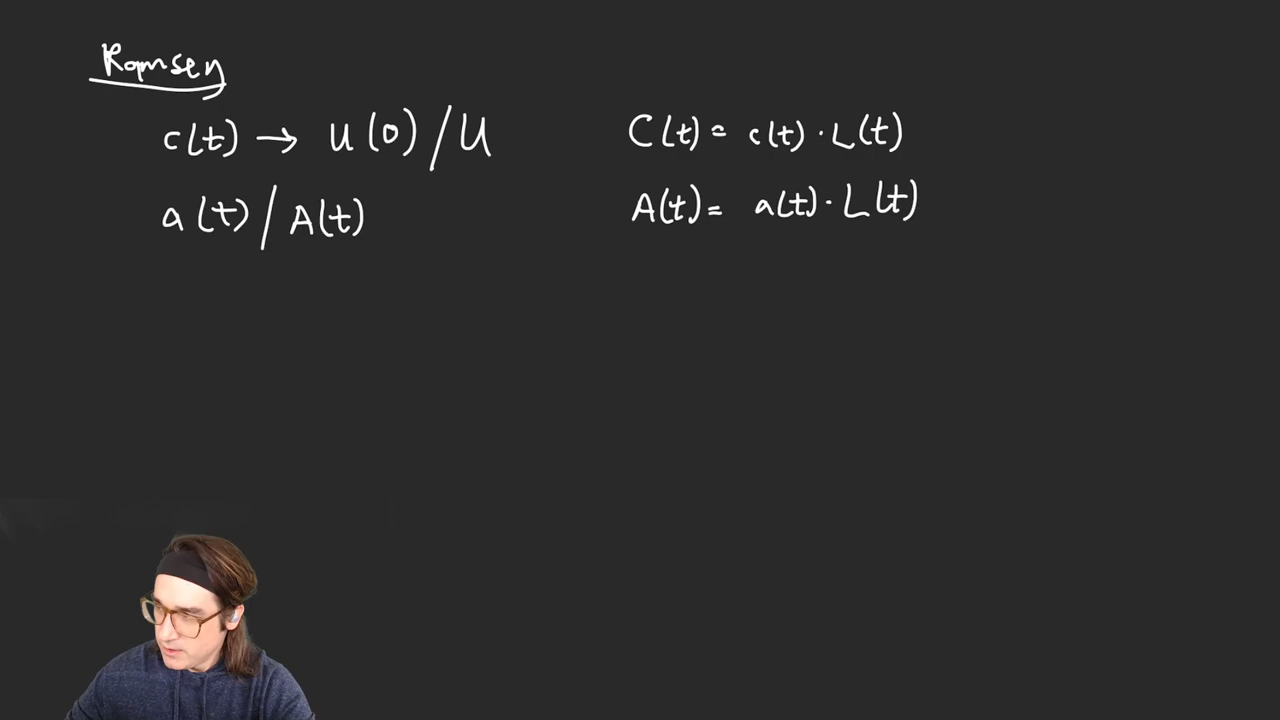 Ramsey
c(t) → U(0) / U
a(t) / A(t)
C(t) = c(t) · L(t)
A(t) = a(t) · L(t)